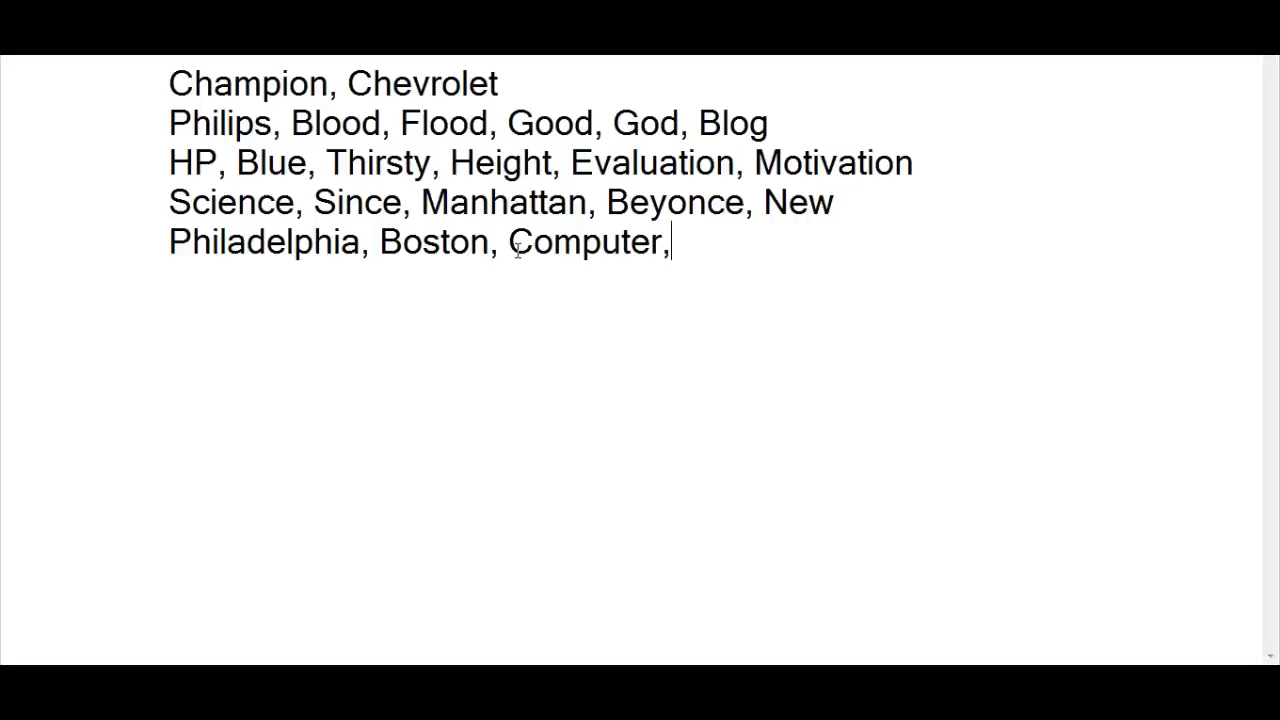 Champion, Chevrolet
Philips, Blood, Flood, Good, God, Blog
HP, Blue, Thirsty, Height, Evaluation, Motivation
Science, Since, Manhattan, Beyonce, New
Philadelphia, Boston, Computer,